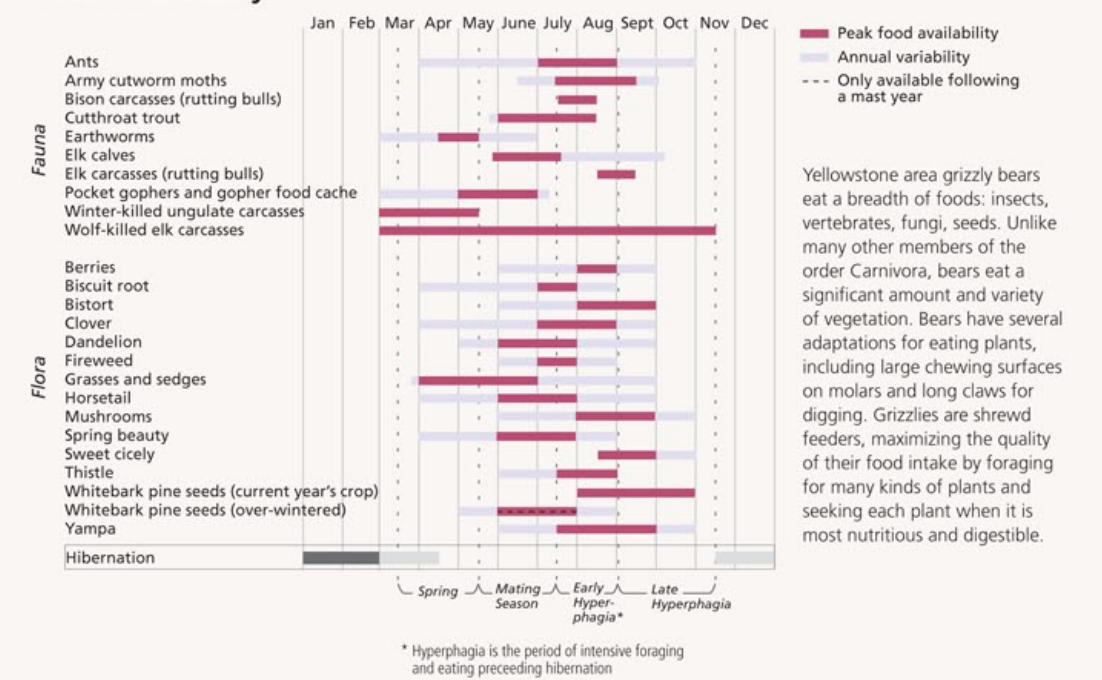 Jan Feb Mar Apr May June July Aug Sept Oct Nov Dec
Peak food availability
Annual variability
Only available following
a mast year
Fauna
Ants
Army cutworm moths
Bison carcasses (rutting bulls)
Cutthroat trout
Earthworms
Elk calves
Elk carcasses (rutting bulls)
Pocket gophers and gopher food cache
Winter-killed ungulate carcasses
Wolf-killed elk carcasses
Flora
Berries
Biscuit root
Bistort
Clover
Dandelion
Fireweed
Grasses and sedges
Horsetail
Mushrooms
Spring beauty
Sweet cicely
Thistle
Whitebark pine seeds (current year's crop)
Whitebark pine seeds (over-wintered)
Yampa
Hibernation
Spring
Mating
Season
Early
Hyper-
phagia*
Late
Hyperphagia
* Hyperphagia is the period of intensive foraging
and eating preceeding hibernation
Yellowstone area grizzly bears
eat a breadth of foods: insects,
vertebrates, fungi, seeds. Unlike
many other members of the
order Carnivora, bears eat a
significant amount and variety
of vegetation. Bears have several
adaptations for eating plants,
including large chewing surfaces
on molars and long claws for
digging. Grizzlies are shrewd
feeders, maximizing the quality
of their food intake by foraging
for many kinds of plants and
seeking each plant when it is
most nutritious and digestible.